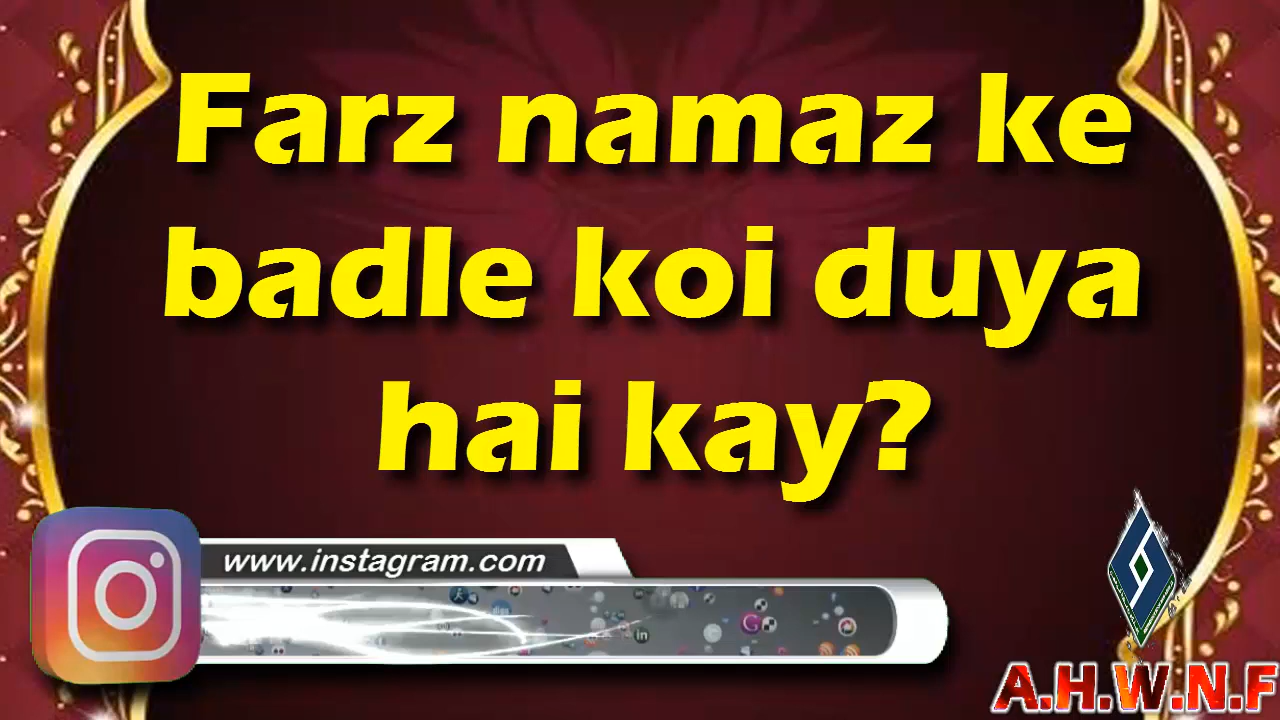 Farz namaz ke
badle koi duya
hai kay?
www.instagram.com
A.H.W.N.F